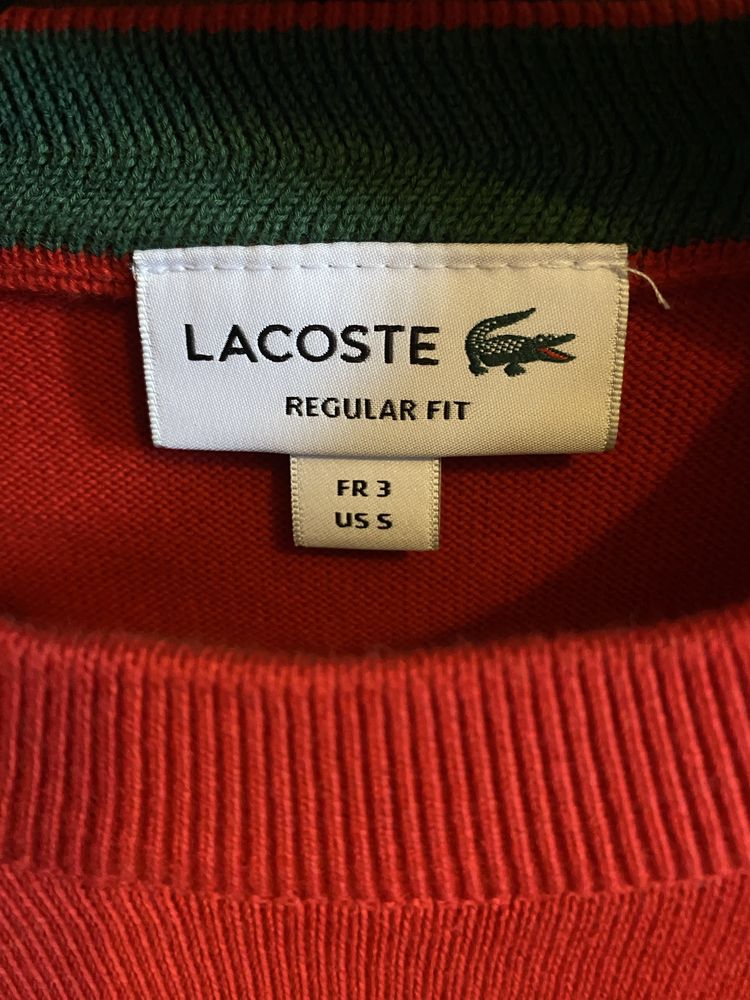 LACOSTE
REGULAR FIT
FR 3
US S